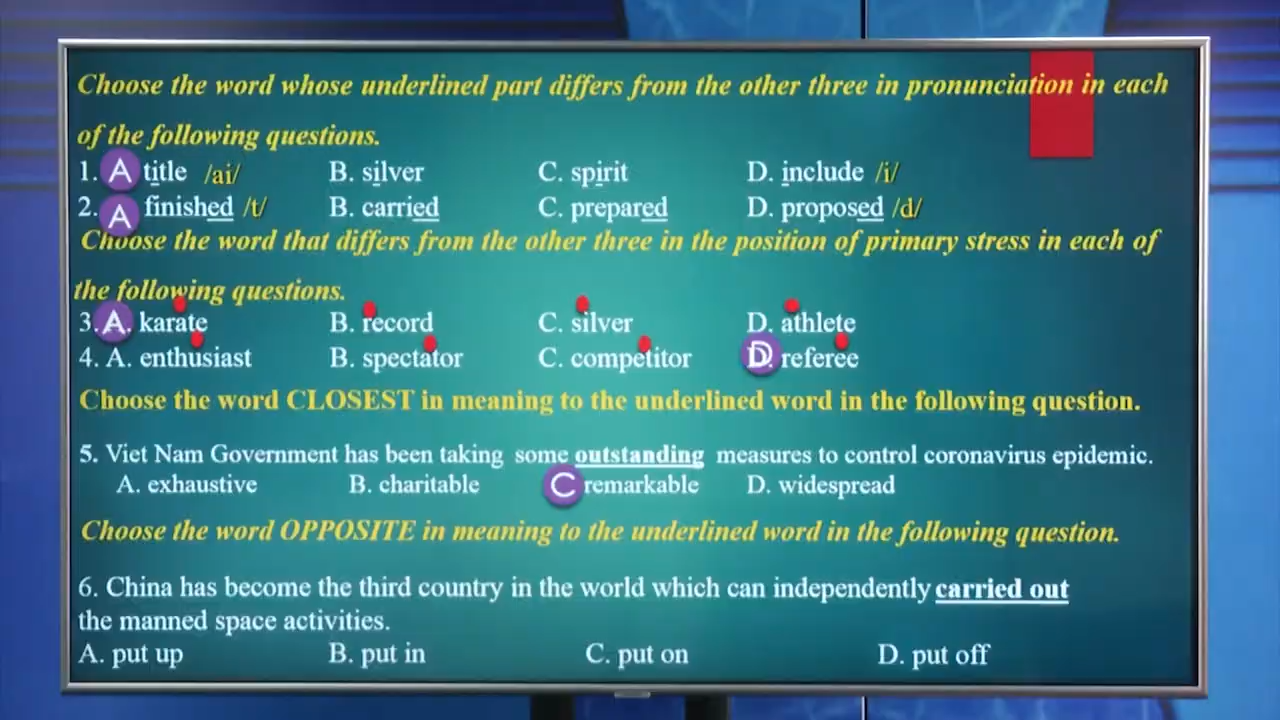 Choose the word whose underlined part differs from the other three in pronunciation in each
of the following questions.
1. A title /ai/ B. silver C. spirit D. include /i/
2. A finished /t/ B. carried C. prepared D. proposed /d/
Choose the word that differs from the other three in the position of primary stress in each of
the following questions.
3. A. karate B. record C. silver D. athlete
4. A. enthusiast B. spectator C. competitor D. referee
Choose the word CLOSEST in meaning to the underlined word in the following question.
5. Viet Nam Government has been taking some outstanding measures to control coronavirus epidemic.
A. exhaustive B. charitable C remarkable D. widespread
Choose the word OPPOSITE in meaning to the underlined word in the following question.
6. China has become the third country in the world which can independently carried out
the manned space activities.
A. put up B. put in C. put on D. put off